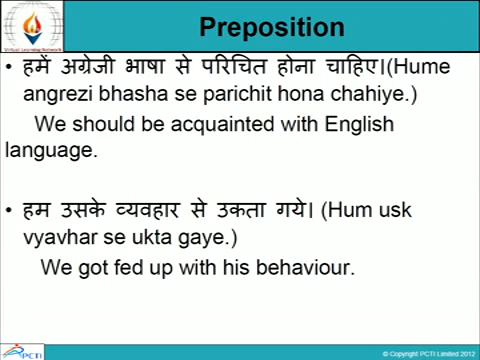 Virtual Learning Network
Preposition
• हमें अग्रेजी भाषा से परिचित होना चाहिए।(Hume
angrezi bhasha se parichit hona chahiye.)
We should be acquainted with English
language.
• हम उसके व्यवहार से उकता गये। (Hum usk
vyavhar se ukta gaye.)
We got fed up with his behaviour.
PCTI
© Copyright PCTI Limited 2012